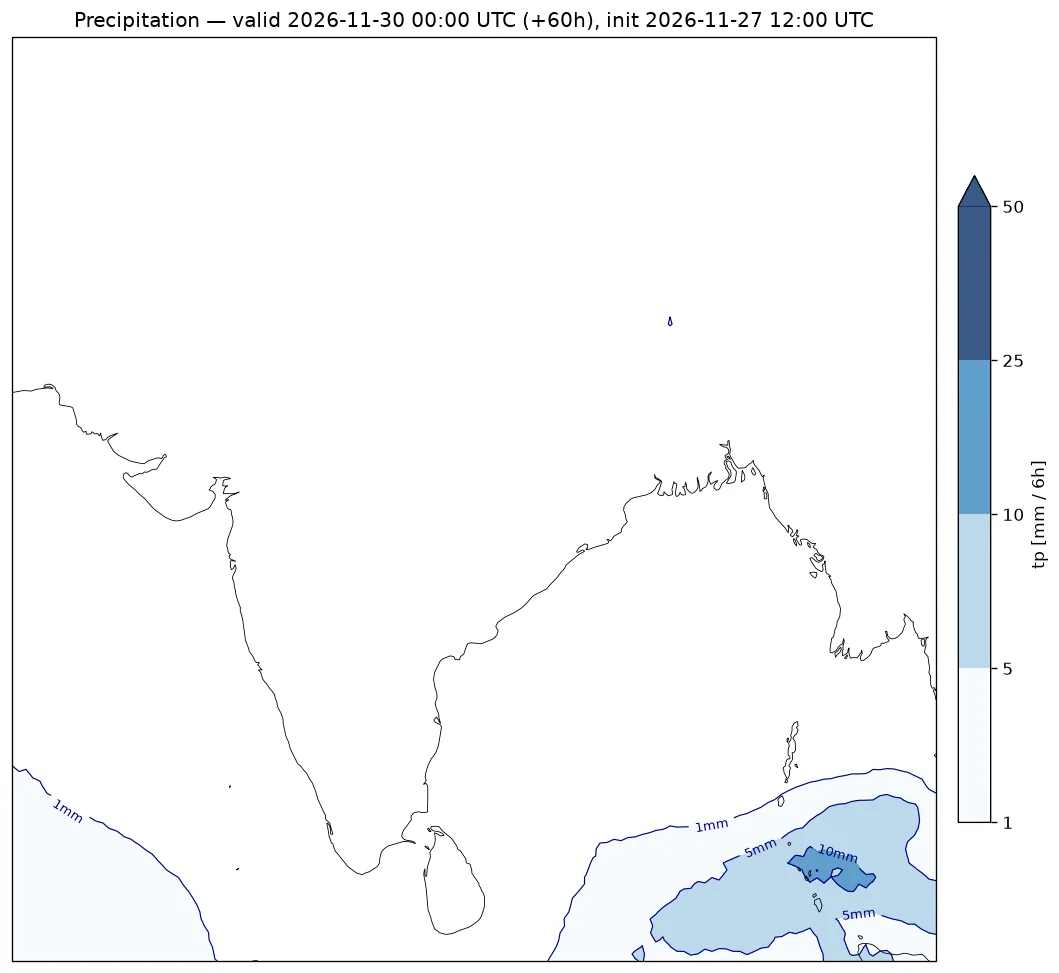 Precipitation — valid 2026-11-30 00:00 UTC (+60h), init 2026-11-27 12:00 UTC
50
25
10
5
1
tp [mm / 6h]
1mm
1mm
5mm
10mm
5mm